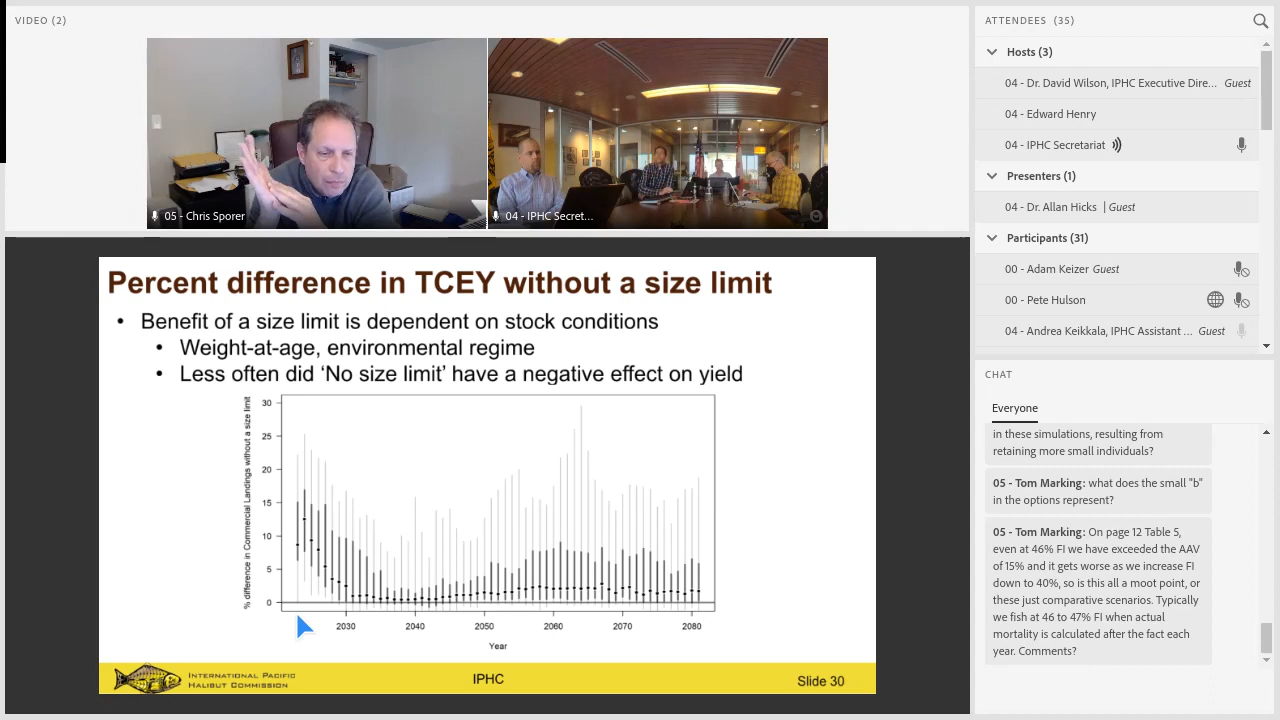 VIDEO (2)
05 - Chris Sporer
04 - IPHC Secret...
Percent difference in TCEY without a size limit
• Benefit of a size limit is dependent on stock conditions
• Weight-at-age, environmental regime
• Less often did ‘No size limit’ have a negative effect on yield
% difference in Commercial Landings without a size limit
30
25
20
15
10
5
0
2030
2040
2050
2060
2070
2080
Year
INTERNATIONAL PACIFIC
HALIBUT COMMISSION
IPHC
Slide 30
ATTENDEES (35)
Hosts (3)
04 - Dr. David Wilson, IPHC Executive Dire... Guest
04 - Edward Henry
04 - IPHC Secretariat
Presenters (1)
04 - Dr. Allan Hicks | Guest
Participants (31)
00 - Adam Keizer Guest
00 - Pete Hulson
04 - Andrea Keikkala, IPHC Assistant ... Guest
CHAT
Everyone
in these simulations, resulting from
retaining more small individuals?
05 - Tom Marking: what does the small "b"
in the options represent?
05 - Tom Marking: On page 12 Table 5,
even at 46% FI we have exceeded the AAV
of 15% and it gets worse as we increase FI
down to 40%, so is this all a moot point, or
are these just comparative scenarios. Typically
we fish at 46 to 47% FI when actual
mortality is calculated after the fact each
year. Comments?